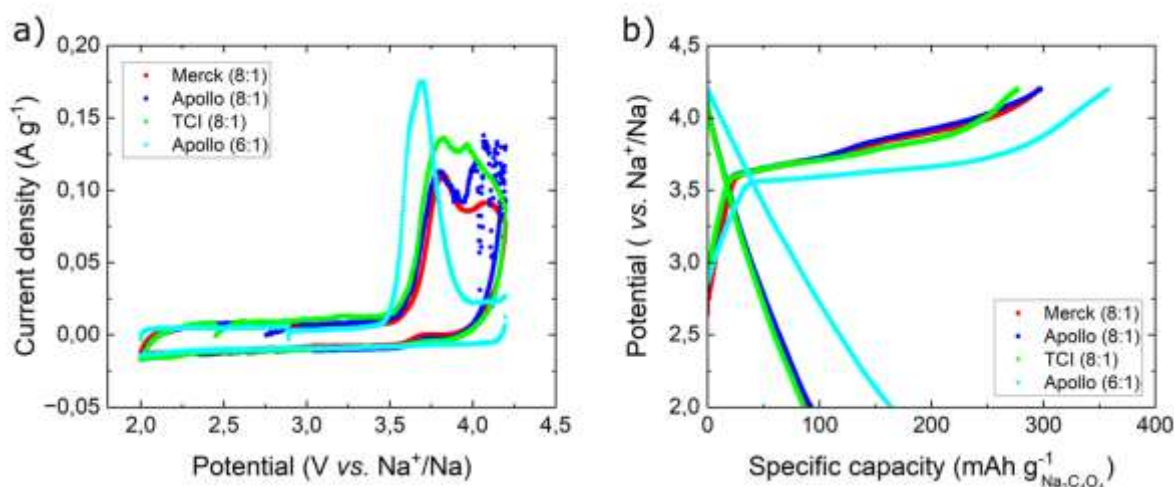 a)
0,20
0,15
0,10
0,05
0,00
−0,05
Current density (A g⁻¹)
Merck (8:1)
Apollo (8:1)
TCI (8:1)
Apollo (6:1)
2,0 2,5 3,0 3,5 4,0 4,5
Potential (V vs. Na⁺/Na)
b)
4,5
4,0
3,5
3,0
2,5
2,0
Potential ( vs. Na⁺/Na)
Merck (8:1)
Apollo (8:1)
TCI (8:1)
Apollo (6:1)
0 100 200 300 400
Specific capacity (mAh g⁻¹ Na₂C₄O₄)